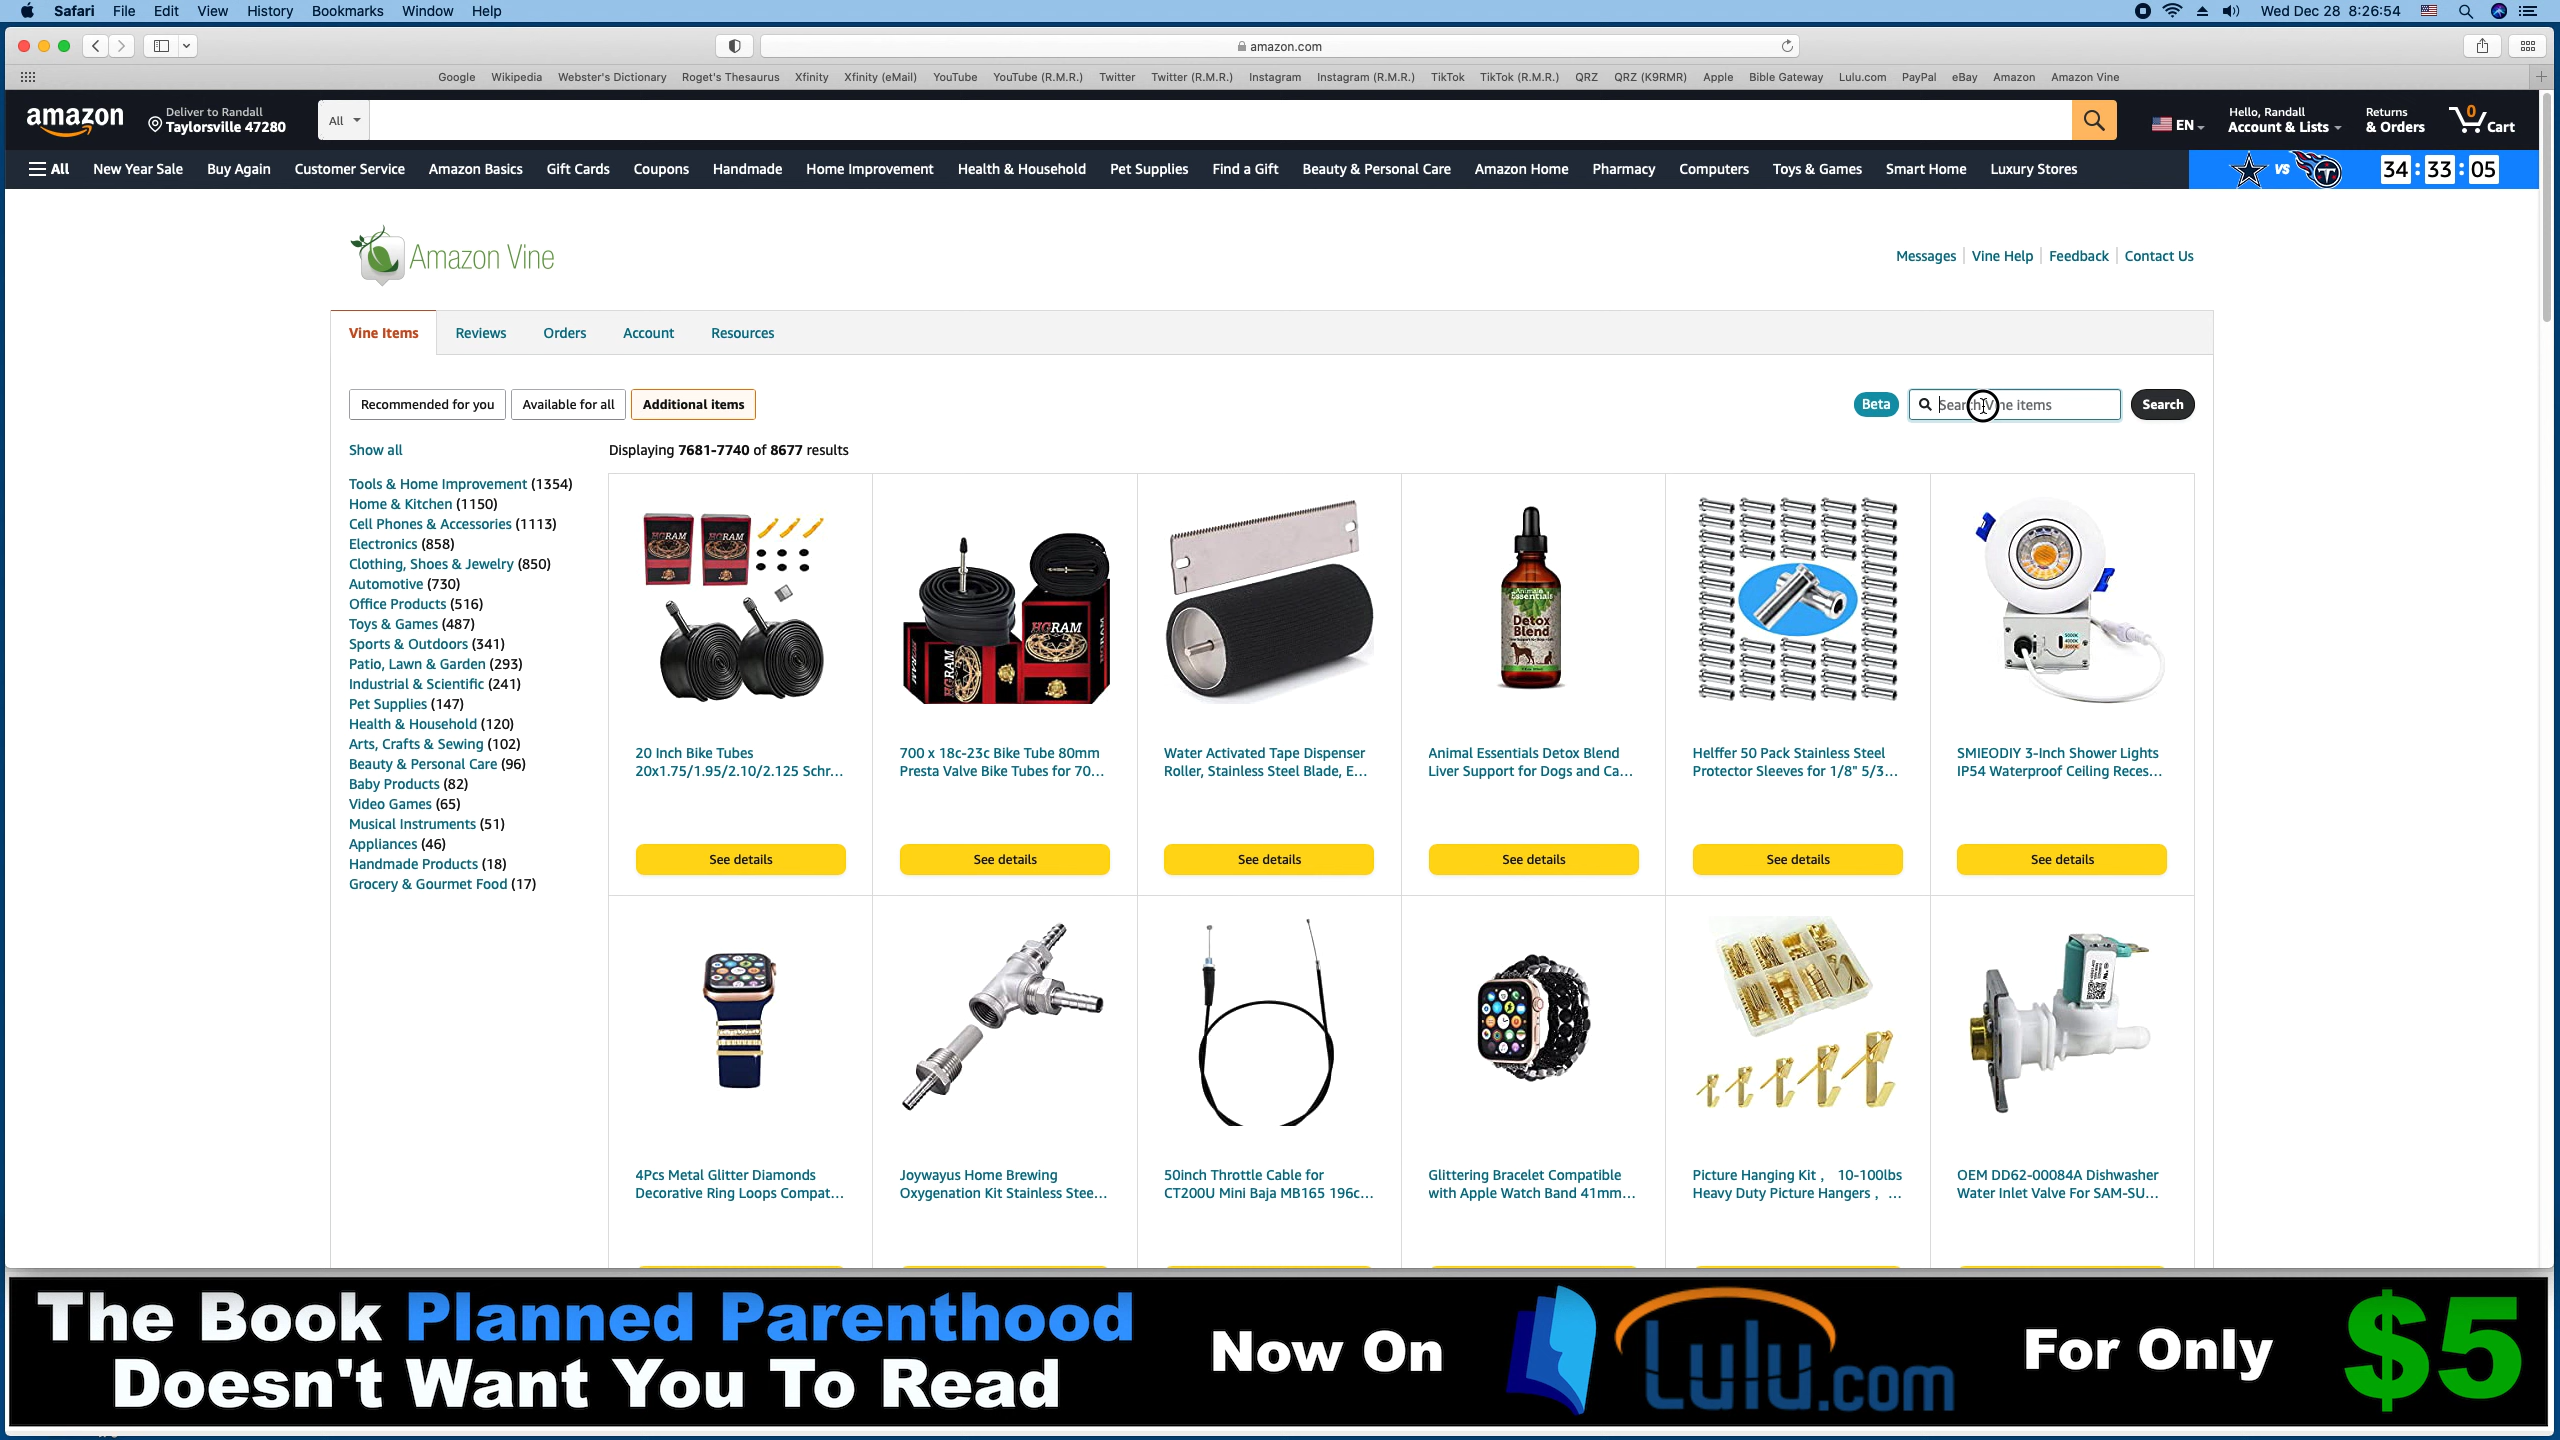 Safari File Edit View History Bookmarks Window Help
Wed Dec 28 8:26:54
amazon.com
Google Wikipedia Webster's Dictionary Roget's Thesaurus Xfinity Xfinity (eMail) YouTube YouTube (R.M.R.) Twitter Twitter (R.M.R.) Instagram Instagram (R.M.R.) TikTok TikTok (R.M.R.) QRZ QRZ (K9RMR) Apple Bible Gateway Lulu.com PayPal eBay Amazon Amazon Vine
amazon
Deliver to Randall
Taylorsville 47280
All
EN
Hello, Randall
Account & Lists
Returns
& Orders
0
Cart
All New Year Sale Buy Again Customer Service Amazon Basics Gift Cards Coupons Handmade Home Improvement Health & Household Pet Supplies Find a Gift Beauty & Personal Care Amazon Home Pharmacy Computers Toys & Games Smart Home Luxury Stores
VS
34:33:05
Amazon Vine
Messages Vine Help Feedback Contact Us
Vine Items Reviews Orders Account Resources
Recommended for you Available for all Additional items
Beta Search Vine items Search
Show all
Displaying 7681-7740 of 8677 results
Tools & Home Improvement (1354)
Home & Kitchen (1150)
Cell Phones & Accessories (1113)
Electronics (858)
Clothing, Shoes & Jewelry (850)
Automotive (730)
Office Products (516)
Toys & Games (487)
Sports & Outdoors (341)
Patio, Lawn & Garden (293)
Industrial & Scientific (241)
Pet Supplies (147)
Health & Household (120)
Arts, Crafts & Sewing (102)
Beauty & Personal Care (96)
Baby Products (82)
Video Games (65)
Musical Instruments (51)
Appliances (46)
Handmade Products (18)
Grocery & Gourmet Food (17)
HGRAM
HGRAM
HGRAM
Animal Essentials
Detox
Blend
20 Inch Bike Tubes
20x1.75/1.95/2.10/2.125 Schr...
See details
700 x 18c-23c Bike Tube 80mm
Presta Valve Bike Tubes for 70...
See details
Water Activated Tape Dispenser
Roller, Stainless Steel Blade, E...
See details
Animal Essentials Detox Blend
Liver Support for Dogs and Ca...
See details
Helffer 50 Pack Stainless Steel
Protector Sleeves for 1/8" 5/3...
See details
SMIEODIY 3-Inch Shower Lights
IP54 Waterproof Ceiling Reces...
See details
4Pcs Metal Glitter Diamonds
Decorative Ring Loops Compat...
Joywayus Home Brewing
Oxygenation Kit Stainless Stee...
50inch Throttle Cable for
CT200U Mini Baja MB165 196c...
Glittering Bracelet Compatible
with Apple Watch Band 41mm...
Picture Hanging Kit， 10-100lbs
Heavy Duty Picture Hangers， ...
OEM DD62-00084A Dishwasher
Water Inlet Valve For SAM-SU...
The Book Planned Parenthood
Doesn't Want You To Read
Now On
Lulu.com
For Only
$5